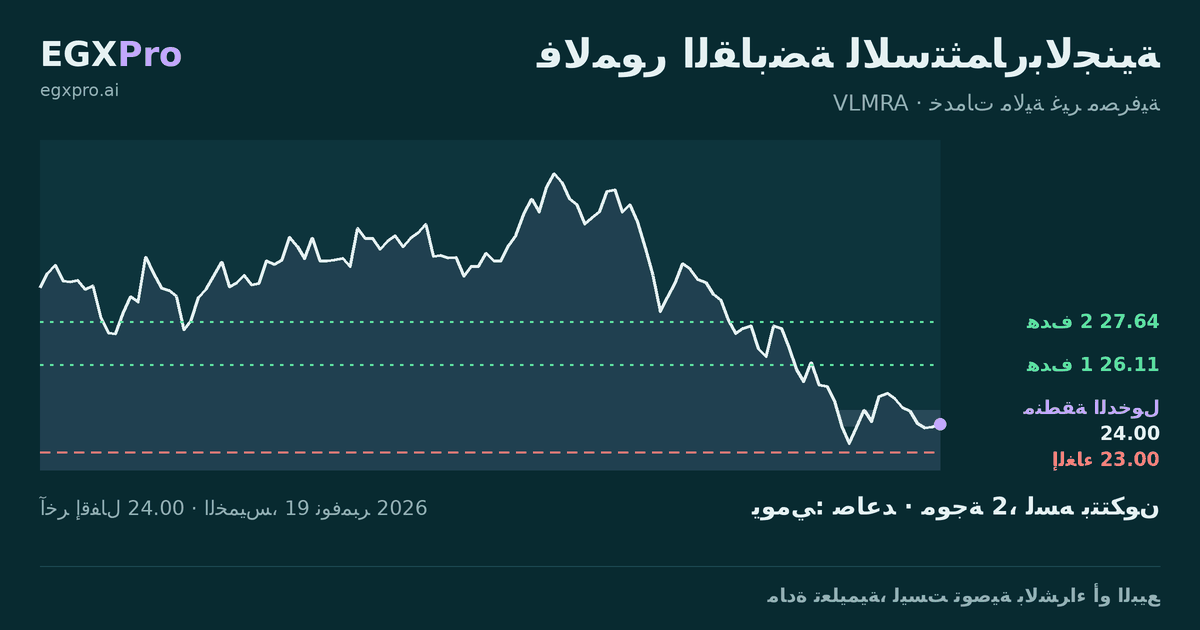 EGXPro
egxpro.ai
فالمور القابضة للاستثماربالجنية
VLMRA · خدمات مالية غير مصرفية
هدف 2 27.64
هدف 1 26.11
منطقة الدخول
24.00
إلغاء 23.00
يومي: صاعد · موجة 2، لسه بتتكون
آخر إقفال 24.00 · الخميس، 19 نوفمبر 2026
مادة تعليمية، ليست توصية بالشراء أو البيع